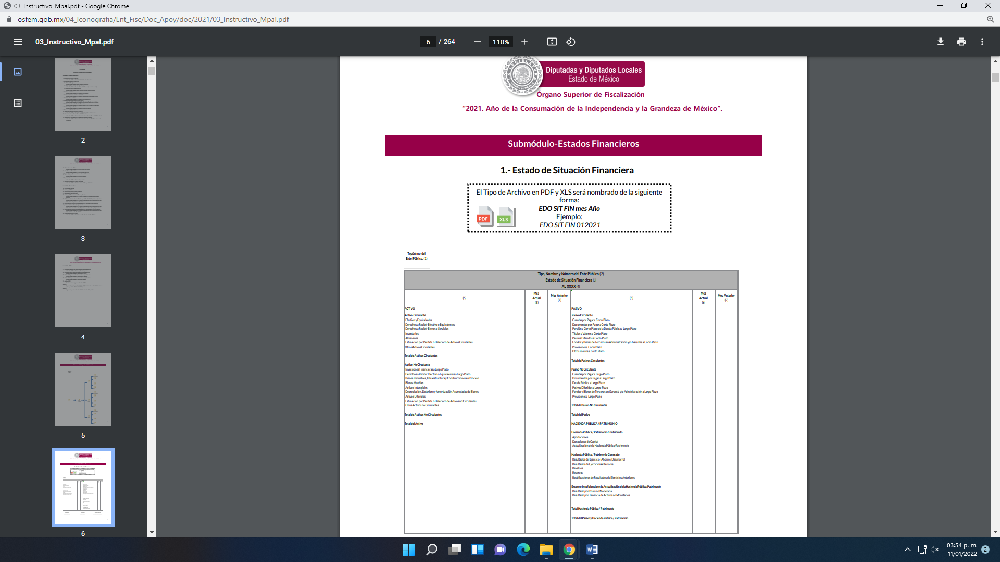 03_Instructivo_Mpal.pdf - Google Chrome
osfem.gob.mx/04_Iconografia/Ent_Fisc/Doc_Apoy/doc/2021/03_Instructivo_Mpal.pdf
03_Instructivo_Mpal.pdf
6 / 264
110%
2
3
4
5
6
Diputadas y Diputados Locales
Estado de México
Órgano Superior de Fiscalización
“2021. Año de la Consumación de la Independencia y la Grandeza de México”.
Submódulo-Estados Financieros
1.- Estado de Situación Financiera
El Tipo de Archivo en PDF y XLS será nombrado de la siguiente
forma:
EDO SIT FIN mes Año
Ejemplo:
EDO SIT FIN 012021
PDF
XLS
Topónimo del
Ente Público. (1)
Tipo, Nombre y Número del Ente Público (2)
Estado de Situación Financiera (3)
AL XXXX (4)
(5)
Mes
Actual
(6)
Mes Anterior
(7)
ACTIVO
Activo Circulante
Efectivo y Equivalentes
Derechos a Recibir Efectivo o Equivalentes
Derechos a Recibir Bienes o Servicios
Inventarios
Almacenes
Estimación por Pérdida o Deterioro de Activos Circulantes
Otros Activos Circulantes
Total de Activos Circulantes
Activo No Circulante
Inversiones Financieras a Largo Plazo
Derechos a Recibir Efectivo o Equivalentes a Largo Plazo
Bienes Inmuebles, Infraestructura y Construcciones en Proceso
Bienes Muebles
Activos Intangibles
Depreciación, Deterioro y Amortización Acumuladas de Bienes
Activos Diferidos
Estimación por Pérdida o Deterioro de Activos no Circulantes
Otros Activos no Circulantes
Total de Activos No Circulantes
Total del Activo
(5)
Mes
Actual
(6)
Mes Anterior
(7)
PASIVO
Pasivo Circulante
Cuentas por Pagar a Corto Plazo
Documentos por Pagar a Corto Plazo
Porción a Corto Plazo de la Deuda Pública a Largo Plazo
Títulos y Valores a Corto Plazo
Pasivos Diferidos a Corto Plazo
Fondos y Bienes de Terceros en Administración y/o Garantía a Corto Plazo
Provisiones a Corto Plazo
Otros Pasivos a Corto Plazo
Total de Pasivos Circulantes
Pasivo No Circulante
Cuentas por Pagar a Largo Plazo
Documentos por Pagar a Largo Plazo
Deuda Pública a Largo Plazo
Pasivos Diferidos a Largo Plazo
Fondos y Bienes de Terceros en Garantía y/o Administración a Largo Plazo
Provisiones a Largo Plazo
Total de Pasivo No Circulantes
Total del Pasivo
HACIENDA PÚBLICA / PATRIMONIO
Hacienda Pública / Patrimonio Contribuido
Aportaciones
Donaciones de Capital
Actualización de la Hacienda Pública/Patrimonio
Hacienda Pública / Patrimonio Generado
Resultados del Ejercicio (Ahorro / Desahorro)
Resultados de Ejercicios Anteriores
Revalúos
Reservas
Rectificaciones de Resultados de Ejercicios Anteriores
Exceso o Insuficiencia en la Actualización de la Hacienda Pública/Patrimonio
Resultado por Posición Monetaria
Resultado por Tenencia de Activos no Monetarios
Total Hacienda Pública / Patrimonio
Total del Pasivo y Hacienda Pública / Patrimonio
03:54 p. m.
11/01/2022
2